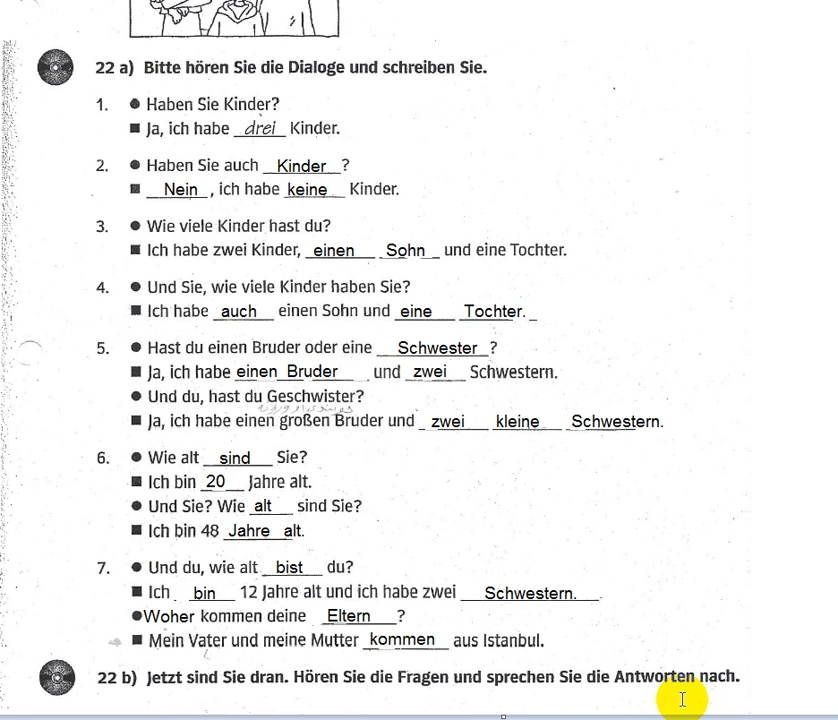 22 a) Bitte hören Sie die Dialoge und schreiben Sie.
1. ● Haben Sie Kinder?
■ Ja, ich habe drei Kinder.
2. ● Haben Sie auch Kinder ?
■ Nein , ich habe keine Kinder.
3. ● Wie viele Kinder hast du?
■ Ich habe zwei Kinder, einen Sohn und eine Tochter.
4. ● Und Sie, wie viele Kinder haben Sie?
■ Ich habe auch einen Sohn und eine Tochter.
5. ● Hast du einen Bruder oder eine Schwester ?
■ Ja, ich habe einen Bruder und zwei Schwestern.
● Und du, hast du Geschwister?
■ Ja, ich habe einen großen Bruder und zwei kleine Schwestern.
6. ● Wie alt sind Sie?
■ Ich bin 20 Jahre alt.
● Und Sie? Wie alt sind Sie?
■ Ich bin 48 Jahre alt.
7. ● Und du, wie alt bist du?
■ Ich bin 12 Jahre alt und ich habe zwei Schwestern.
●Woher kommen deine Eltern ?
■ Mein Vater und meine Mutter kommen aus Istanbul.
22 b) Jetzt sind Sie dran. Hören Sie die Fragen und sprechen Sie die Antworten nach.